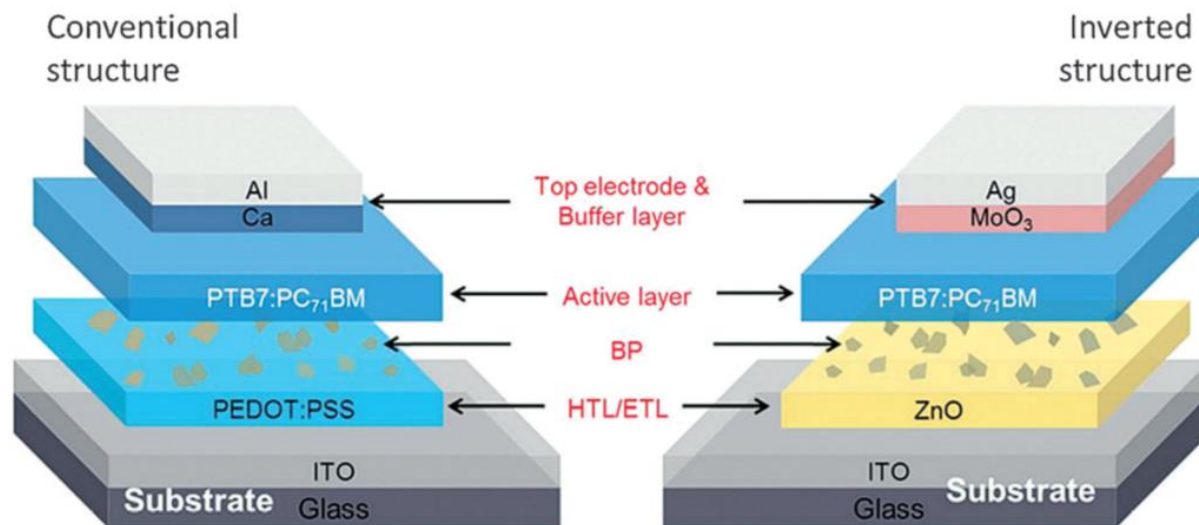 Conventional
structure
Inverted
structure
Al
Ca
Top electrode &
Buffer layer
Ag
MoO₃
PTB7:PC₇₁BM
Active layer
PTB7:PC₇₁BM
BP
PEDOT:PSS
HTL/ETL
ZnO
ITO
ITO
Substrate
Glass
Substrate
Glass